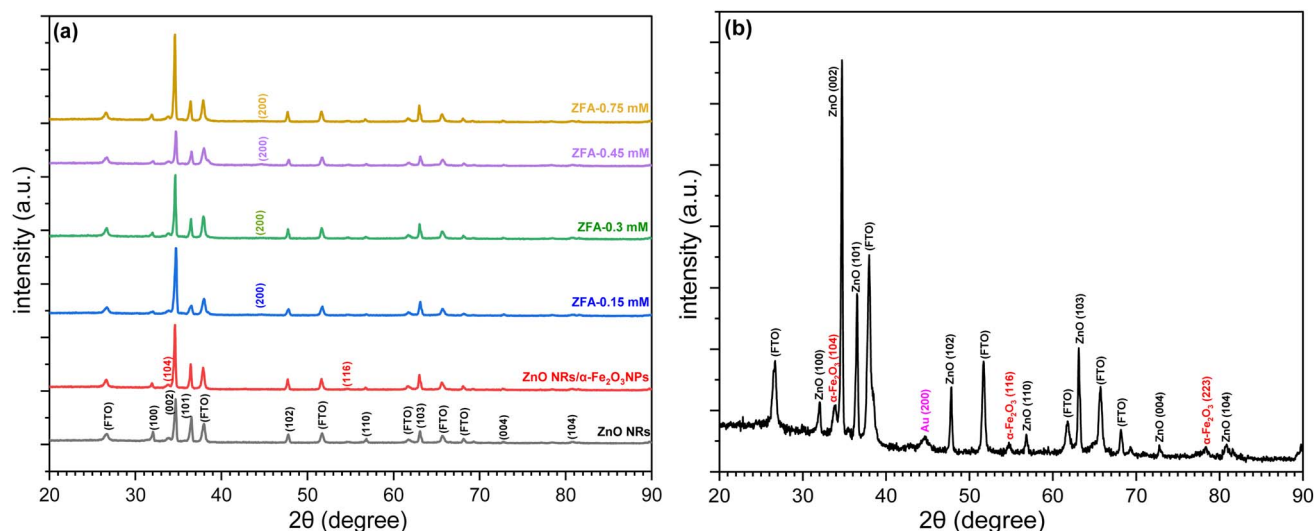 (a)
ZFA-0.75 mM
(200)
ZFA-0.45 mM
(200)
ZFA-0.3 mM
(200)
ZFA-0.15 mM
(200)
ZnO NRs/α-Fe₂O₃NPs
(104)
(116)
ZnO NRs
(FTO)
(100)
(002)
(101)
(FTO)
(102)
(FTO)
(110)
(FTO)
(103)
(FTO)
(FTO)
(004)
(104)
intensity (a.u.)
20 30 40 50 60 70 80 90
2θ (degree)
(b)
(FTO)
ZnO (100)
α-Fe₂O₃ (104)
ZnO (002)
ZnO (101)
(FTO)
Au (200)
ZnO (102)
(FTO)
α-Fe₂O₃ (116)
ZnO (110)
(FTO)
ZnO (103)
(FTO)
(FTO)
ZnO (004)
α-Fe₂O₃ (223)
ZnO (104)
intensity (a.u.)
20 30 40 50 60 70 80 90
2θ (degree)